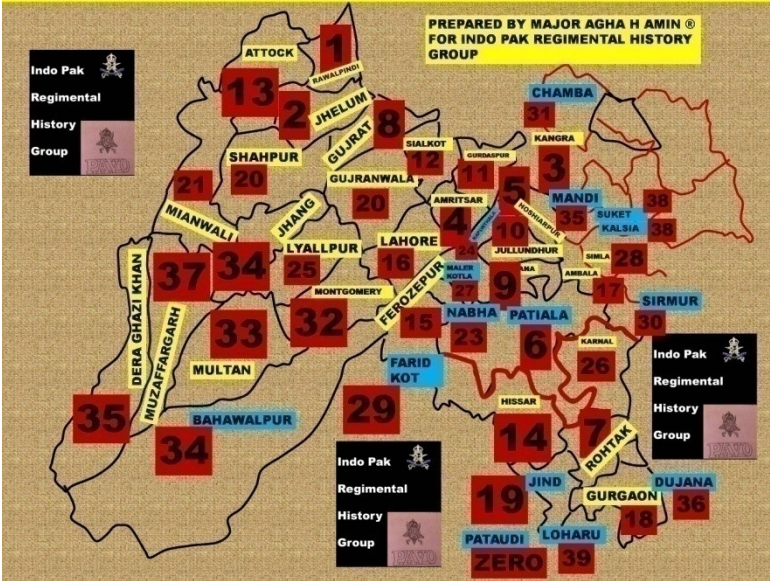 PREPARED BY MAJOR AGHA H AMIN ®
FOR INDO PAK REGIMENTAL HISTORY
GROUP
Indo Pak
Regimental
History
Group
PAVO
ATTOCK
1
RAWALPINDI
13
2
JHELUM
8
GUJRAT
SIALKOT
12
CHAMBA
31
KANGRA
3
GURDASPUR
11
5
SHAHPUR
20
21
GUJRANWALA
20
AMRITSAR
4
HOSHIARPUR
10
MANDI
35
SUKET
KALSIA
38
38
MIANWALI
JHANG
LYALLPUR
25
LAHORE
16
24
JULLUNDHUR
SIMLA
28
37
34
MALER
KOTLA
27
9
ANA
AMBALA
17
DERA GHAZI KHAN
MUZAFFARGARH
MONTGOMERY
32
FEROZEPUR
15
NABHA
23
PATIALA
6
SIRMUR
30
33
MULTAN
KARNAL
26
FARID
KOT
29
35
BAHAWALPUR
34
HISSAR
14
7
ROHTAK
Indo Pak
Regimental
History
Group
PAVO
Indo Pak
Regimental
History
Group
PAVO
19
JIND
GURGAON
18
DUJANA
36
PATAUDI
ZERO
LOHARU
39